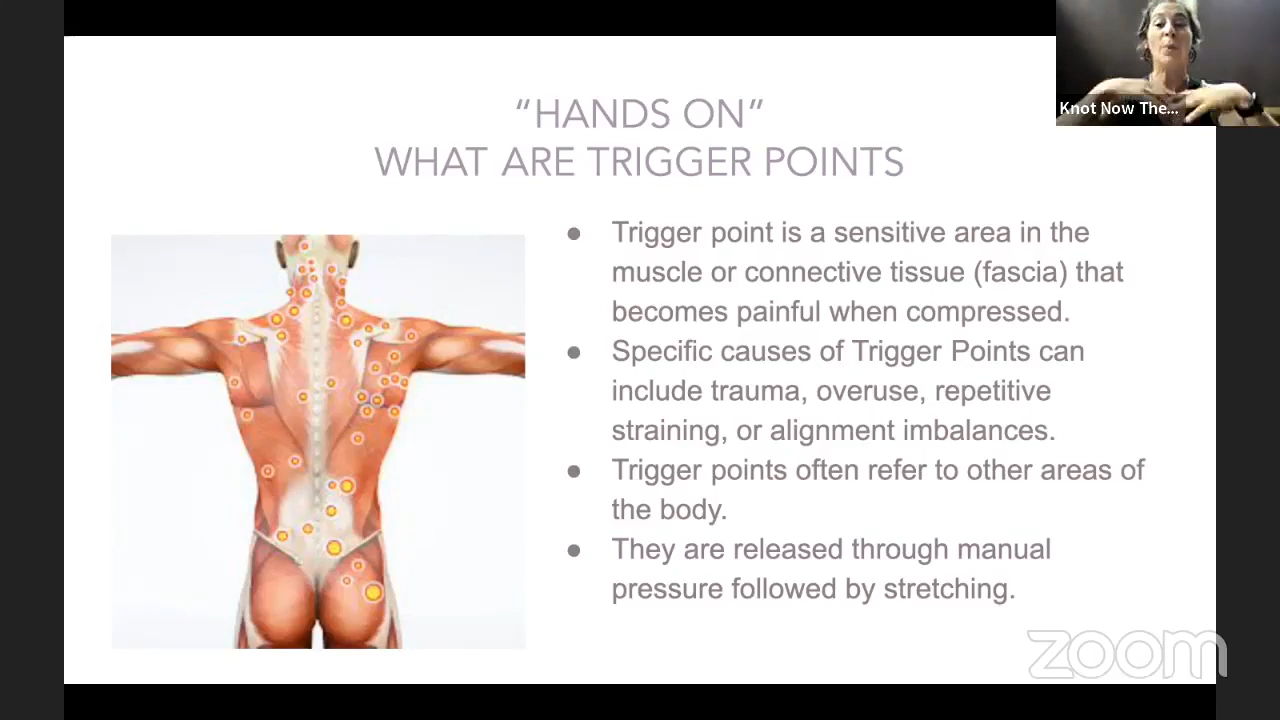 “HANDS ON”
WHAT ARE TRIGGER POINTS
Knot Now The...
● Trigger point is a sensitive area in the
muscle or connective tissue (fascia) that
becomes painful when compressed.
● Specific causes of Trigger Points can
include trauma, overuse, repetitive
straining, or alignment imbalances.
● Trigger points often refer to other areas of
the body.
● They are released through manual
pressure followed by stretching.
zoom